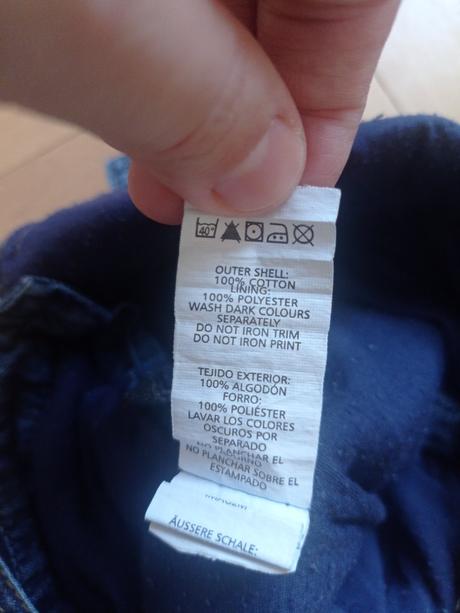 40°
OUTER SHELL:
100% COTTON
LINING:
100% POLYESTER
WASH DARK COLOURS
SEPARATELY
DO NOT IRON TRIM
DO NOT IRON PRINT
TEJIDO EXTERIOR:
100% ALGODÓN
FORRO:
100% POLIÉSTER
LAVAR LOS COLORES
OSCUROS POR
SEPARADO
NO PLANCHAR EL
NO PLANCHAR SOBRE EL
ESTAMPADO
ÄUSSERE SCHALE: